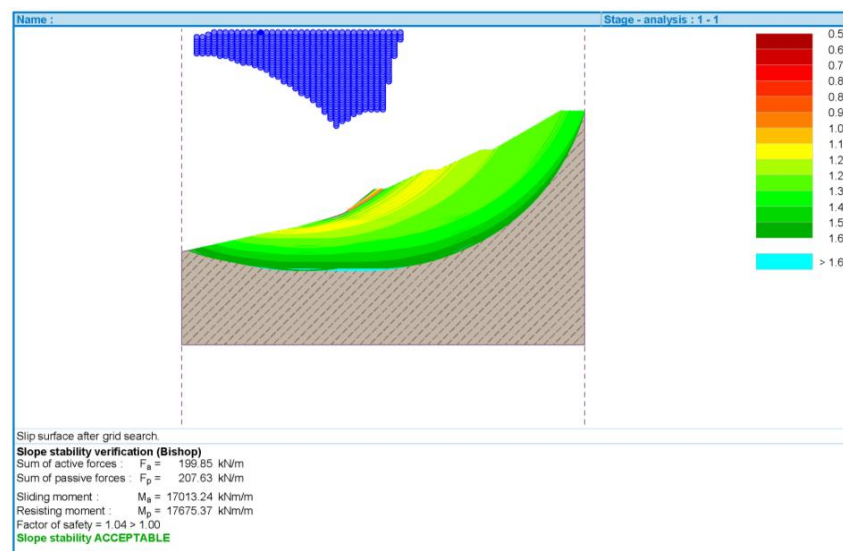 Name :
Stage - analysis : 1 - 1
0.5
0.6
0.7
0.8
0.8
0.9
1.0
1.1
1.2
1.2
1.3
1.4
1.5
1.6
> 1.6
Slip surface after grid search.
Slope stability verification (Bishop)
Sum of active forces : Fa = 199.85 kN/m
Sum of passive forces : Fp = 207.63 kN/m
Sliding moment : Ma = 17013.24 kNm/m
Resisting moment : Mp = 17675.37 kNm/m
Factor of safety = 1.04 > 1.00
Slope stability ACCEPTABLE